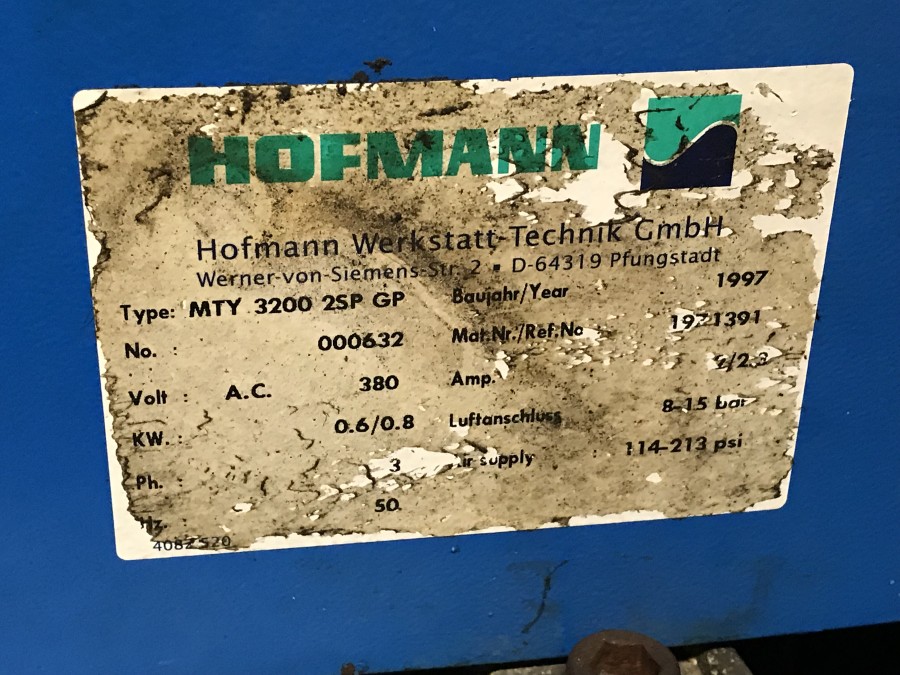 HOFMANN
Hofmann Werkstatt-Technik GmbH
Werner-von-Siemens-Str. 2 ▪ D-64319 Pfungstadt
Type: MTY 3200 2SP GP Baujahr/Year 1997
No. : 000632 Mat.Nr./Ref.No
Volt : A.C. 380 Amp.
KW. : 0.6/0.8 Luftanschluss 8-15 bar
Ph. : 3 Air supply 114-213 psi
Hz. 50